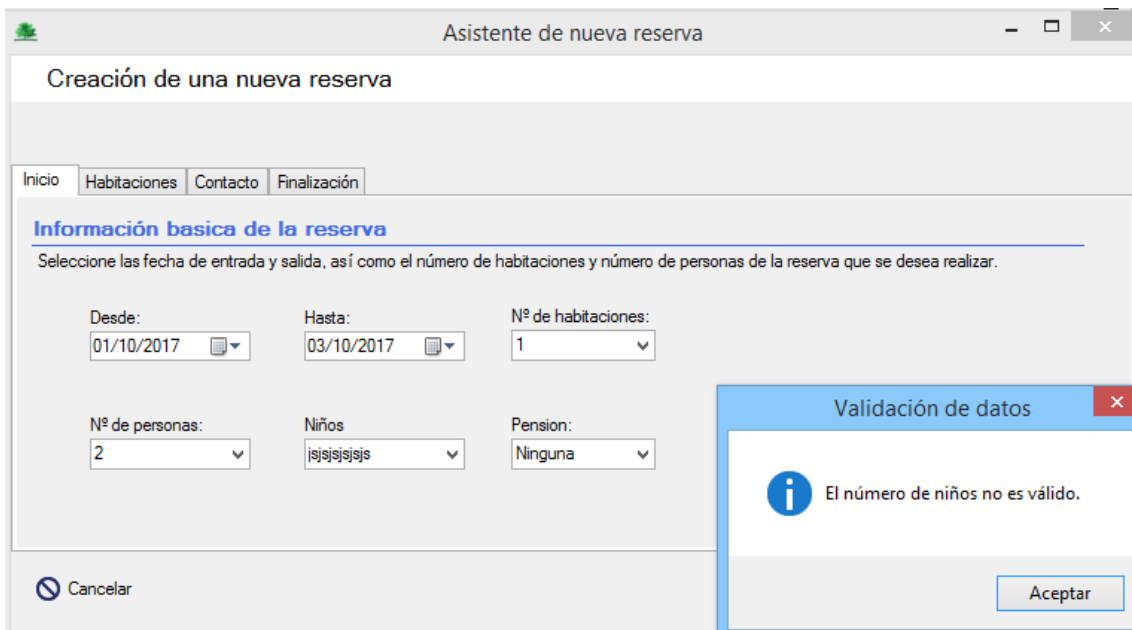 Asistente de nueva reserva
Creación de una nueva reserva
Inicio Habitaciones Contacto Finalización
Información basica de la reserva
Seleccione las fecha de entrada y salida, así como el número de habitaciones y número de personas de la reserva que se desea realizar.
Desde: Hasta: Nº de habitaciones:
01/10/2017 03/10/2017 1
Nº de personas: Niños Pension:
2 jsjsjsjsjsjs Ninguna
Validación de datos
El número de niños no es válido.
Aceptar
Cancelar